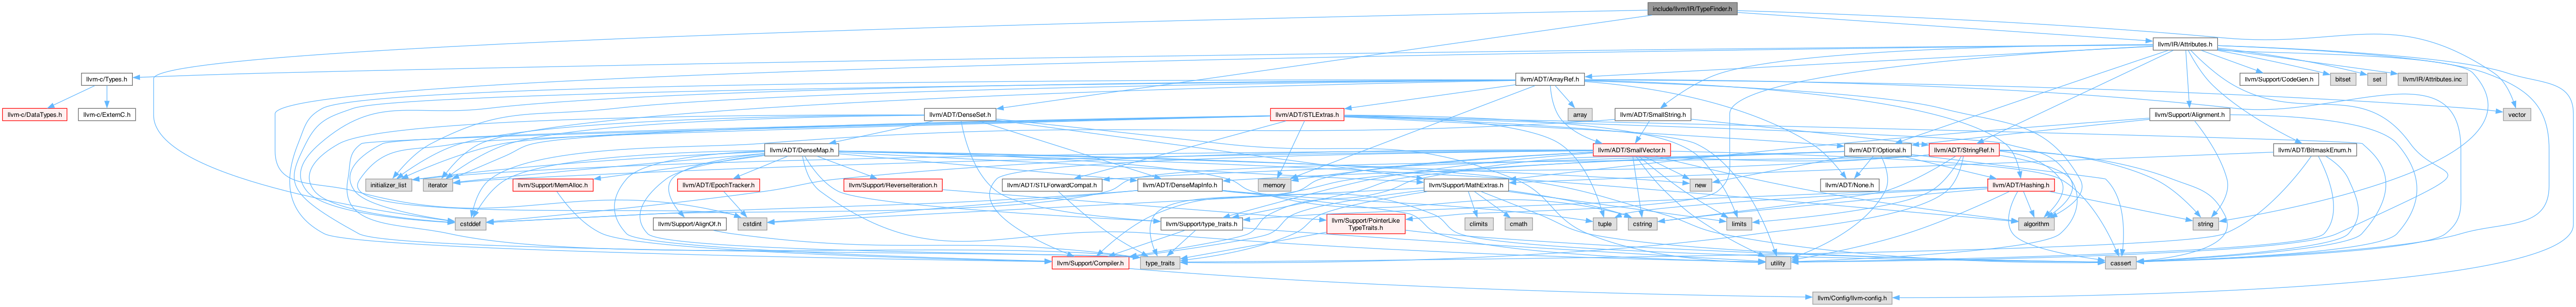 include/llvm/IR/TypeFinder.h
llvm/IR/Attributes.h
llvm-c/Types.h
llvm/ADT/ArrayRef.h
llvm/Support/CodeGen.h
bitset
set
llvm/IR/Attributes.inc
llvm-c/DataTypes.h
llvm-c/ExternC.h
llvm/ADT/DenseSet.h
llvm/ADT/STLExtras.h
array
llvm/ADT/SmallString.h
llvm/Support/Alignment.h
vector
llvm/ADT/DenseMap.h
llvm/ADT/SmallVector.h
llvm/ADT/Optional.h
llvm/ADT/StringRef.h
llvm/ADT/BitmaskEnum.h
initializer_list
iterator
llvm/Support/MemAlloc.h
llvm/ADT/EpochTracker.h
llvm/Support/ReverseIteration.h
llvm/ADT/STLForwardCompat.h
llvm/ADT/DenseMapInfo.h
memory
llvm/Support/MathExtras.h
new
llvm/ADT/None.h
llvm/ADT/Hashing.h
cstddef
llvm/Support/AlignOf.h
cstdint
llvm/Support/type_traits.h
llvm/Support/PointerLike
TypeTraits.h
climits
cmath
tuple
cstring
limits
algorithm
string
llvm/Support/Compiler.h
type_traits
utility
cassert
llvm/Config/llvm-config.h